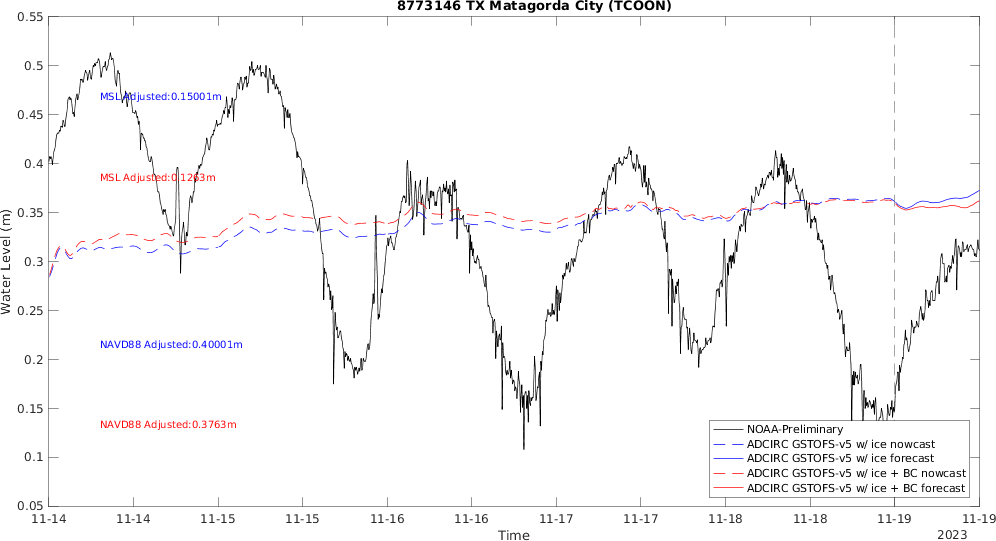 8773146 TX Matagorda City (TCOON)
0.55
0.5
0.45
0.4
0.35
0.3
0.25
0.2
0.15
0.1
0.05
Water Level (m)
MSL Adjusted:0.15001m
MSL Adjusted:0.1263m
NAVD88 Adjusted:0.40001m
NAVD88 Adjusted:0.3763m
NOAA-Preliminary
ADCIRC GSTOFS-v5 w/ ice nowcast
ADCIRC GSTOFS-v5 w/ ice forecast
ADCIRC GSTOFS-v5 w/ ice + BC nowcast
ADCIRC GSTOFS-v5 w/ ice + BC forecast
11-14 11-14 11-15 11-15 11-16 11-16 11-17 11-17 11-18 11-18 11-19 11-19
Time
2023